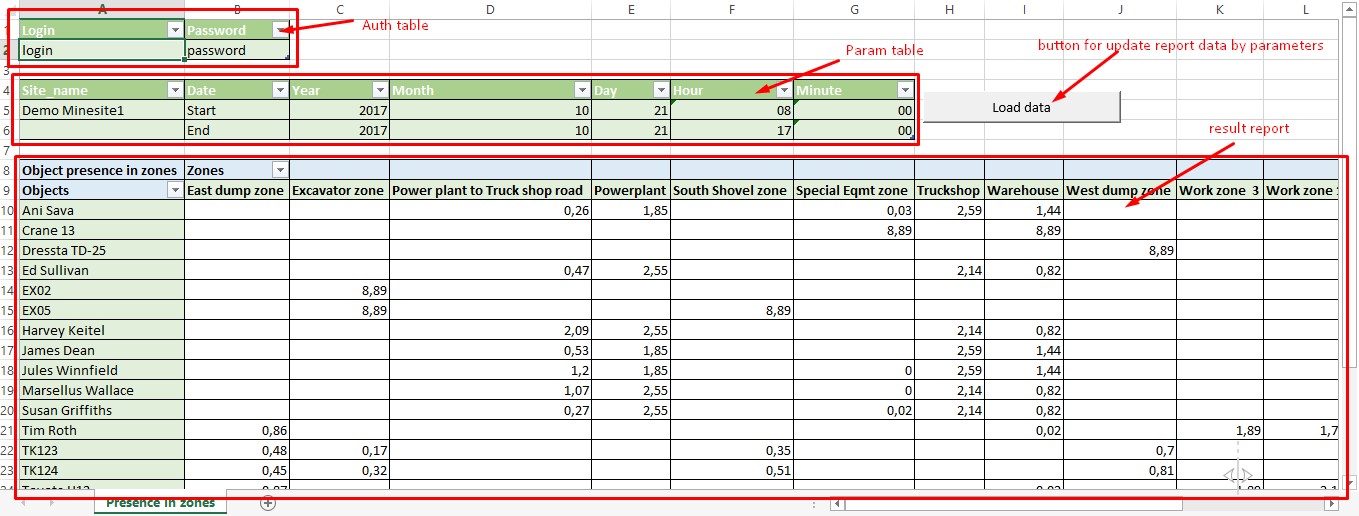 A B C D E F G H I J K L
1 Login Password Auth table
2 login password
3 Param table button for update report data by parameters
4 Site_name Date Year Month Day Hour Minute
5 Demo Minesite1 Start 2017 10 21 08 00 Load data
6 End 2017 10 21 17 00 result report
7
8 Object presence in zones Zones
9 Objects East dump zone Excavator zone Power plant to Truck shop road Powerplant South Shovel zone Special Eqmt zone Truckshop Warehouse West dump zone Work zone 3 Work zone
10 Ani Sava 0,26 1,85 0,03 2,59 1,44
11 Crane 13 8,89 8,89
12 Dressta TD-25 8,89
13 Ed Sullivan 0,47 2,55 2,14 0,82
14 EX02 8,89
15 EX05 8,89 8,89
16 Harvey Keitel 2,09 2,55 2,14 0,82
17 James Dean 0,53 1,85 2,59 1,44
18 Jules Winnfield 1,2 1,85 0 2,59 1,44
19 Marsellus Wallace 1,07 2,55 0 2,14 0,82
20 Susan Griffiths 0,27 2,55 0,02 2,14 0,82
21 Tim Roth 0,86 0,02 1,89 1,7
22 TK123 0,48 0,17 0,35 0,7
23 TK124 0,45 0,32 0,51 0,81
24
Presence in zones